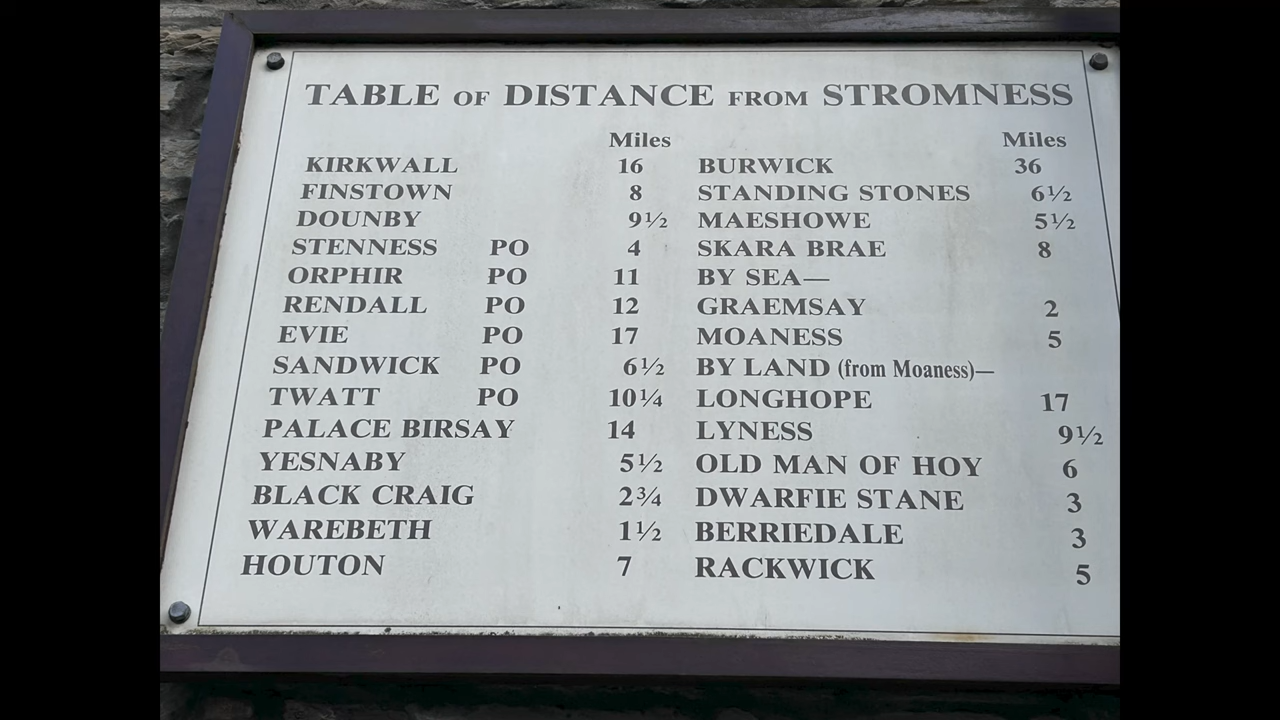 TABLE OF DISTANCE FROM STROMNESS
Miles
KIRKWALL 16
FINSTOWN 8
DOUNBY 9½
STENNESS PO 4
ORPHIR PO 11
RENDALL PO 12
EVIE PO 17
SANDWICK PO 6½
TWATT PO 10¼
PALACE BIRSAY 14
YESNABY 5½
BLACK CRAIG 2¾
WAREBETH 1½
HOUTON 7
Miles
BURWICK 36
STANDING STONES 6½
MAESHOWE 5½
SKARA BRAE 8
BY SEA—
GRAEMSAY 2
MOANESS 5
BY LAND (from Moaness)—
LONGHOPE 17
LYNESS 9½
OLD MAN OF HOY 6
DWARFIE STANE 3
BERRIEDALE 3
RACKWICK 5